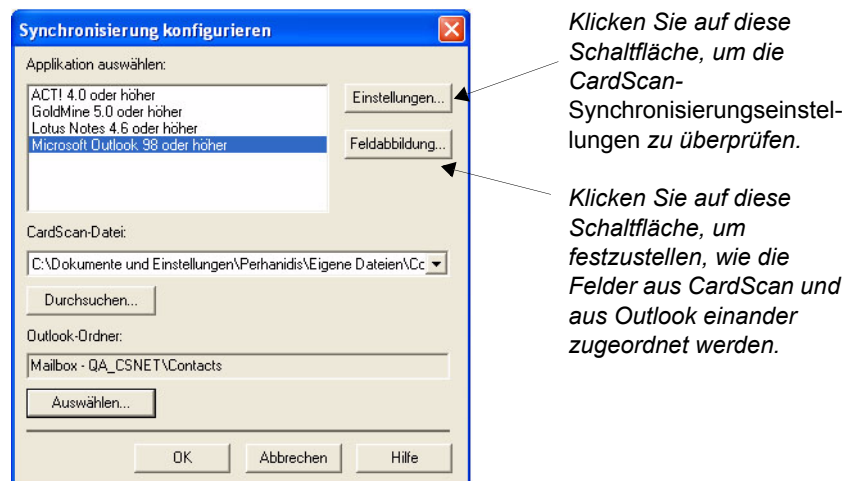 Synchronisierung konfigurieren
Applikation auswählen:
ACT! 4.0 oder höher
GoldMine 5.0 oder höher
Lotus Notes 4.6 oder höher
Microsoft Outlook 98 oder höher
Einstellungen...
Feldabbildung...
CardScan-Datei:
C:\Dokumente und Einstellungen\Perhanidis\Eigene Dateien\Cc
Durchsuchen...
Outlook-Ordner:
Mailbox - QA_CSNET\Contacts
Auswählen...
OK
Abbrechen
Hilfe
Klicken Sie auf diese
Schaltfläche, um die
CardScan-
Synchronisierungseinstel-
lungen zu überprüfen.
Klicken Sie auf diese
Schaltfläche, um
festzustellen, wie die
Felder aus CardScan und
aus Outlook einander
zugeordnet werden.